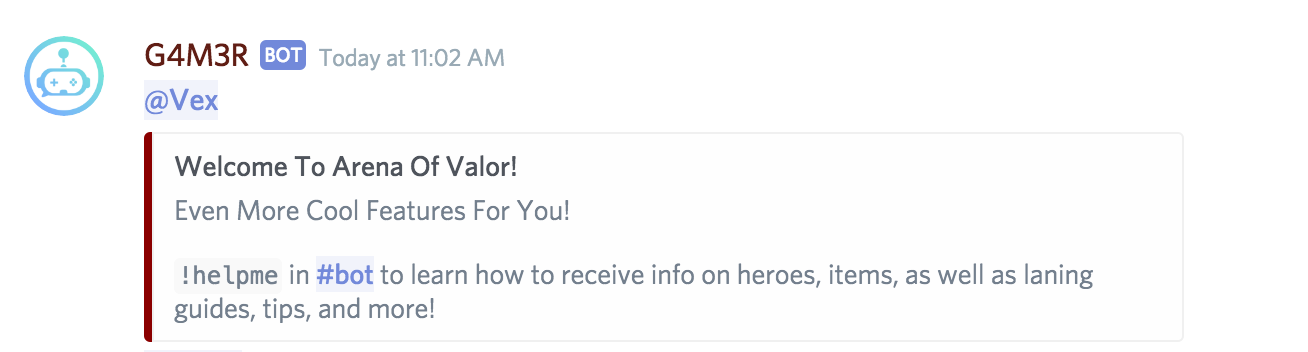 G4M3R BOT Today at 11:02 AM
@Vex
Welcome To Arena Of Valor!
Even More Cool Features For You!
!helpme in #bot to learn how to receive info on heroes, items, as well as laning
guides, tips, and more!